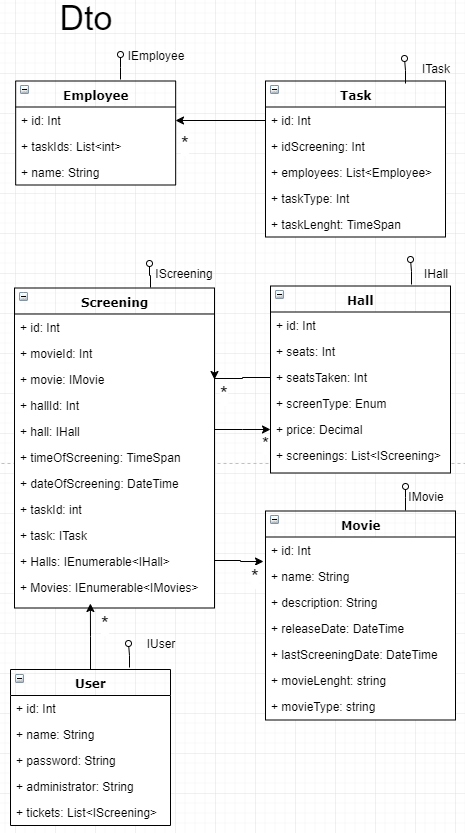 Dto
IEmployee
Employee
+ id: Int
+ taskIds: List<int>
+ name: String
ITask
Task
+ id: Int
+ idScreening: Int
+ employees: List<Employee>
+ taskType: Int
+ taskLenght: TimeSpan
*
IScreening
Screening
+ id: Int
+ movieId: Int
+ movie: IMovie
+ hallId: Int
+ hall: IHall
+ timeOfScreening: TimeSpan
+ dateOfScreening: DateTime
+ taskId: int
+ task: ITask
+ Halls: IEnumerable<IHall>
+ Movies: IEnumerable<IMovies>
IHall
Hall
+ id: Int
+ seats: Int
+ seatsTaken: Int
+ screenType: Enum
+ price: Decimal
+ screenings: List<IScreening>
*
*
IMovie
Movie
+ id: Int
+ name: String
+ description: String
+ releaseDate: DateTime
+ lastScreeningDate: DateTime
+ movieLenght: string
+ movieType: string
*
*
IUser
User
+ id: Int
+ name: String
+ password: String
+ administrator: String
+ tickets: List<IScreening>